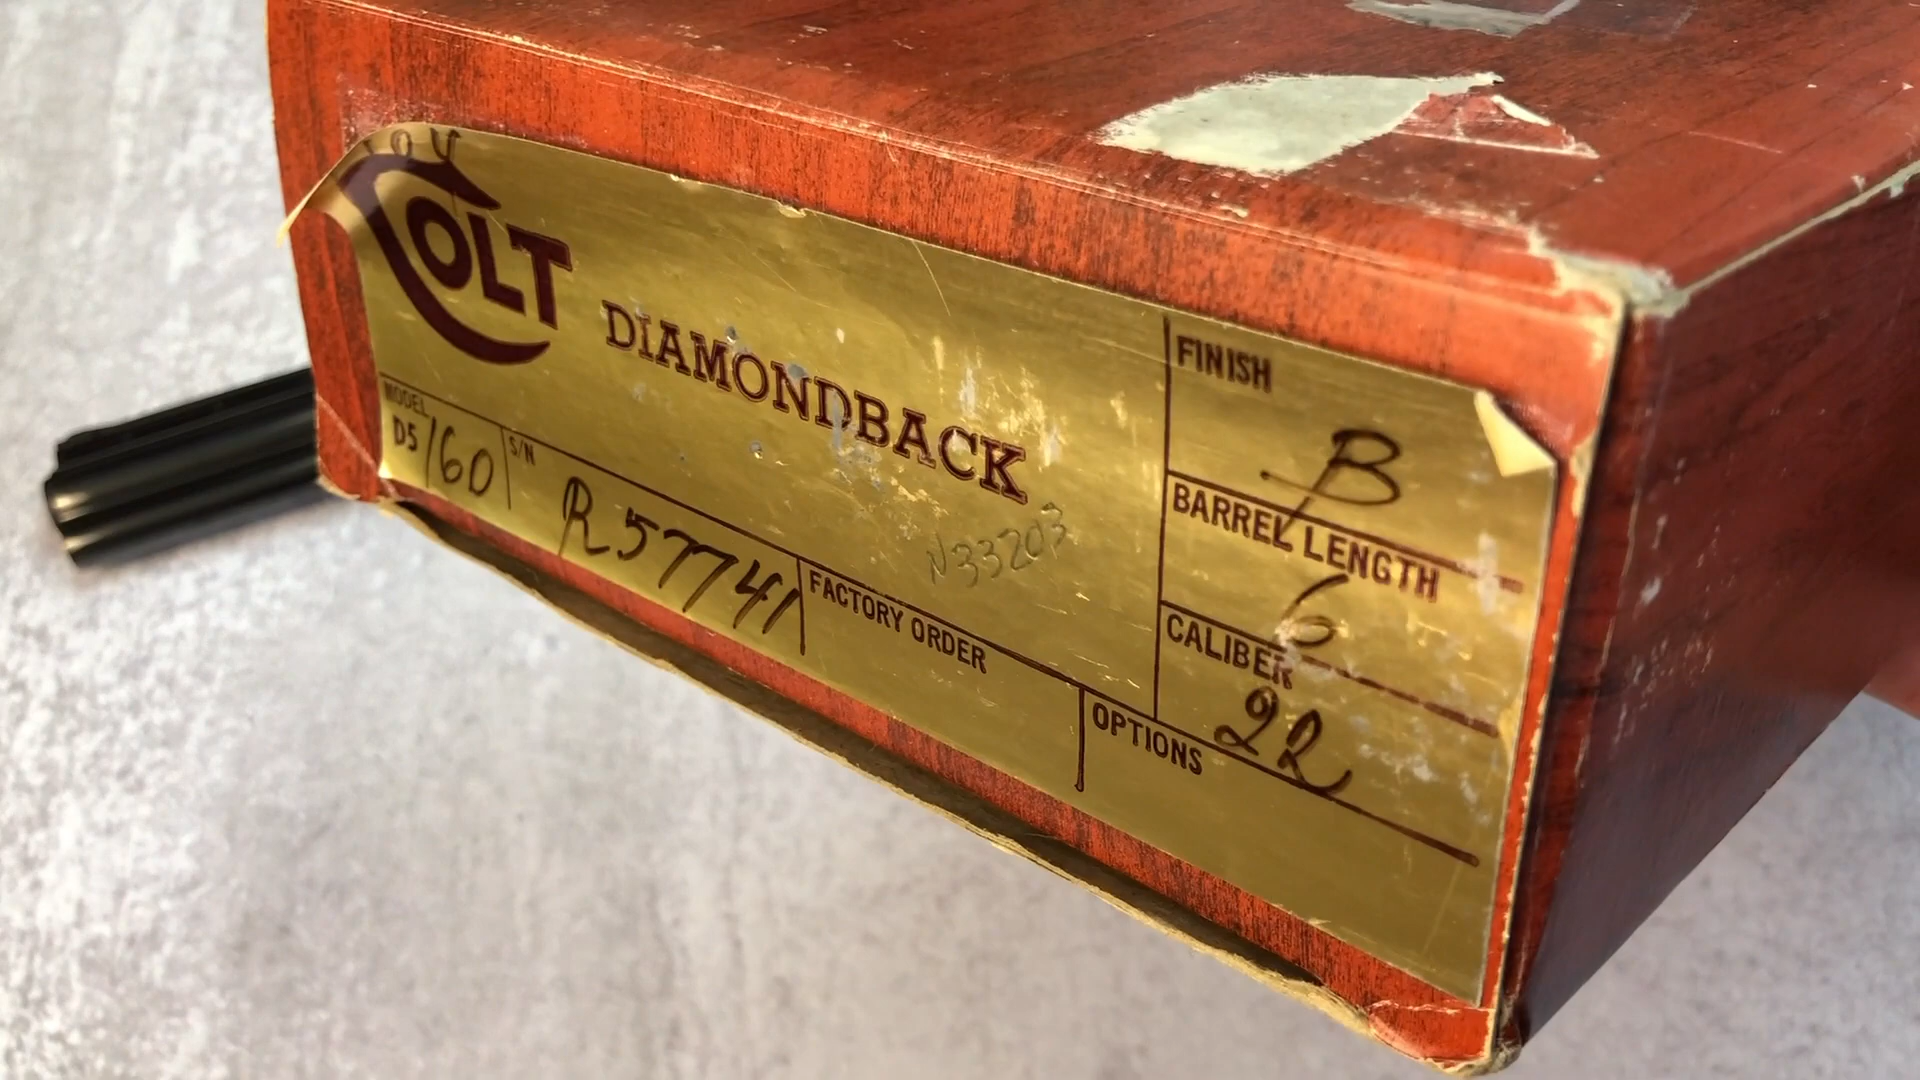 COLT
DIAMONDBACK
FINISH
B
BARREL LENGTH
6
CALIBER
22
MODEL
D5160
S/N
R57741
N33203
FACTORY ORDER
OPTIONS